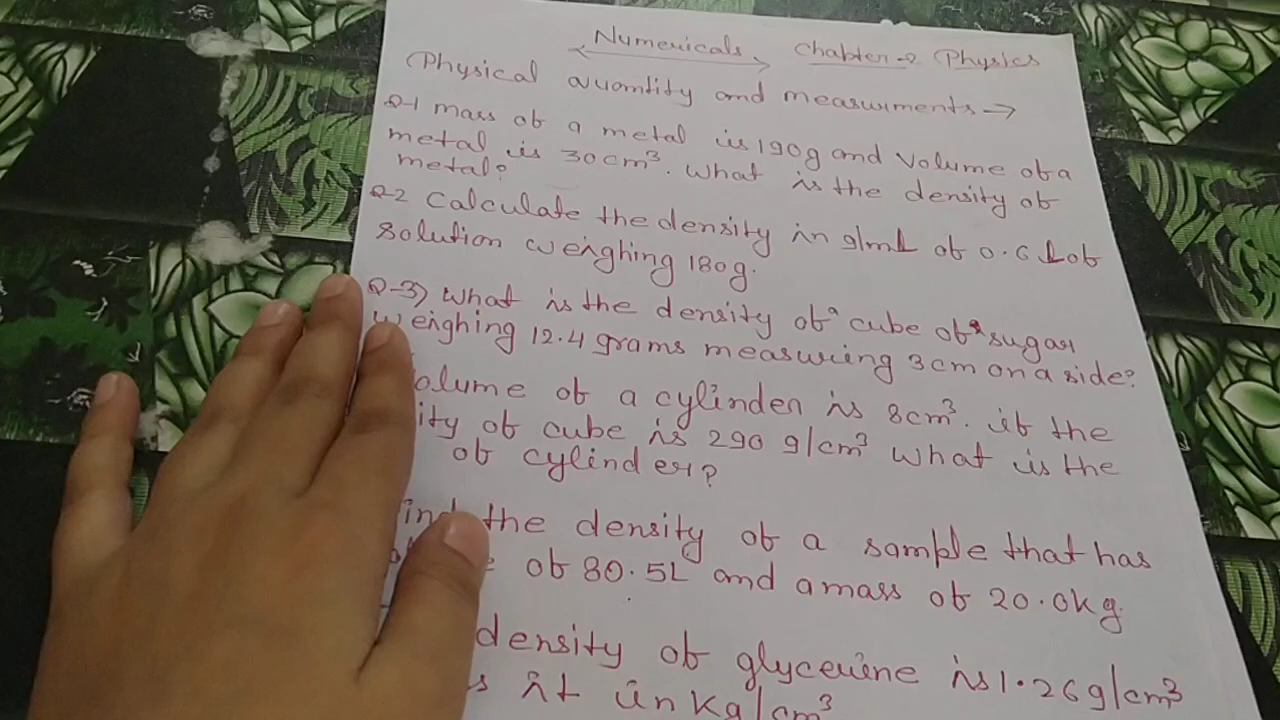 Numericals Chapter-2 Physics
Physical quantity and measurments →
Q-1 mass of a metal is 190g and Volume of a
metal is 30cm³. What is the density of
metal?
Q-2 Calculate the density in g/mL of 0.6 L of
solution weighing 180g.
Q-3) What is the density of a cube of a sugar
weighing 12.4 grams measuring 3cm on a side?
olume of a cylinder is 8cm³. if the
ity of cube is 290 g/cm³ What is the
of cylinder?
ind the density of a sample that has
of 80.5L and a mass of 20.0kg.
density of glycerine is 1.26g/cm³
s it in Kg/cm³